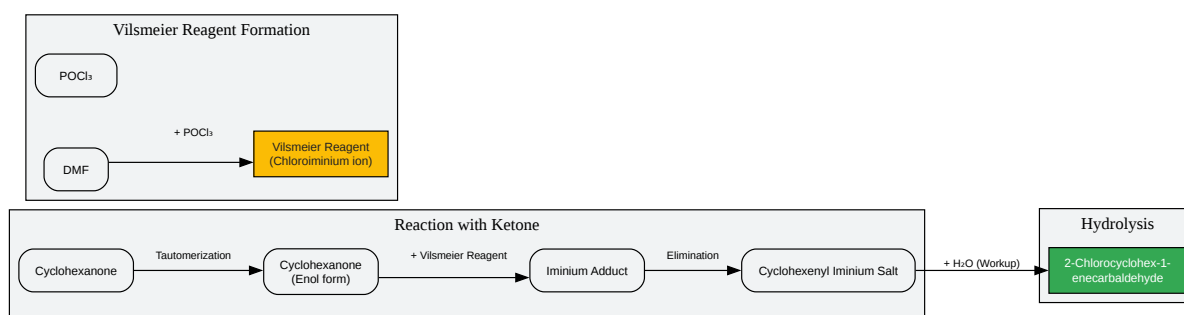 Vilsmeier Reagent Formation
POCl₃
+ POCl₃
DMF
Vilsmeier Reagent
(Chloroiminium ion)
Reaction with Ketone
Cyclohexanone
Tautomerization
Cyclohexanone
(Enol form)
+ Vilsmeier Reagent
Iminium Adduct
Elimination
Cyclohexenyl Iminium Salt
+ H₂O (Workup)
Hydrolysis
2-Chlorocyclohex-1-
enecarbaldehyde